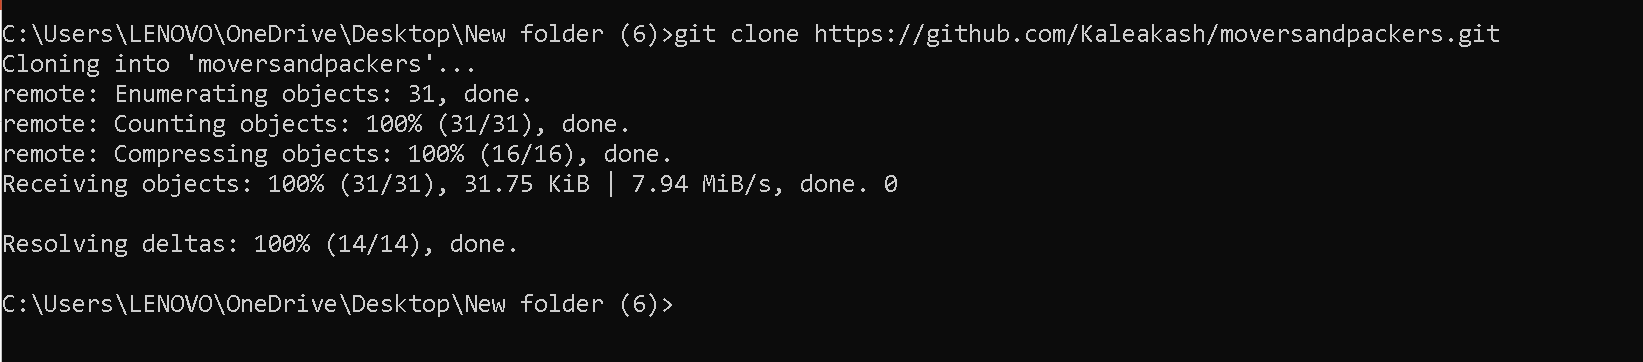 C:\Users\LENOVO\OneDrive\Desktop\New folder (6)>git clone https://github.com/Kaleakash/moversandpackers.git
Cloning into 'moversandpackers'...
remote: Enumerating objects: 31, done.
remote: Counting objects: 100% (31/31), done.
remote: Compressing objects: 100% (16/16), done.
Receiving objects: 100% (31/31), 31.75 KiB | 7.94 MiB/s, done. 0
Resolving deltas: 100% (14/14), done.
C:\Users\LENOVO\OneDrive\Desktop\New folder (6)>